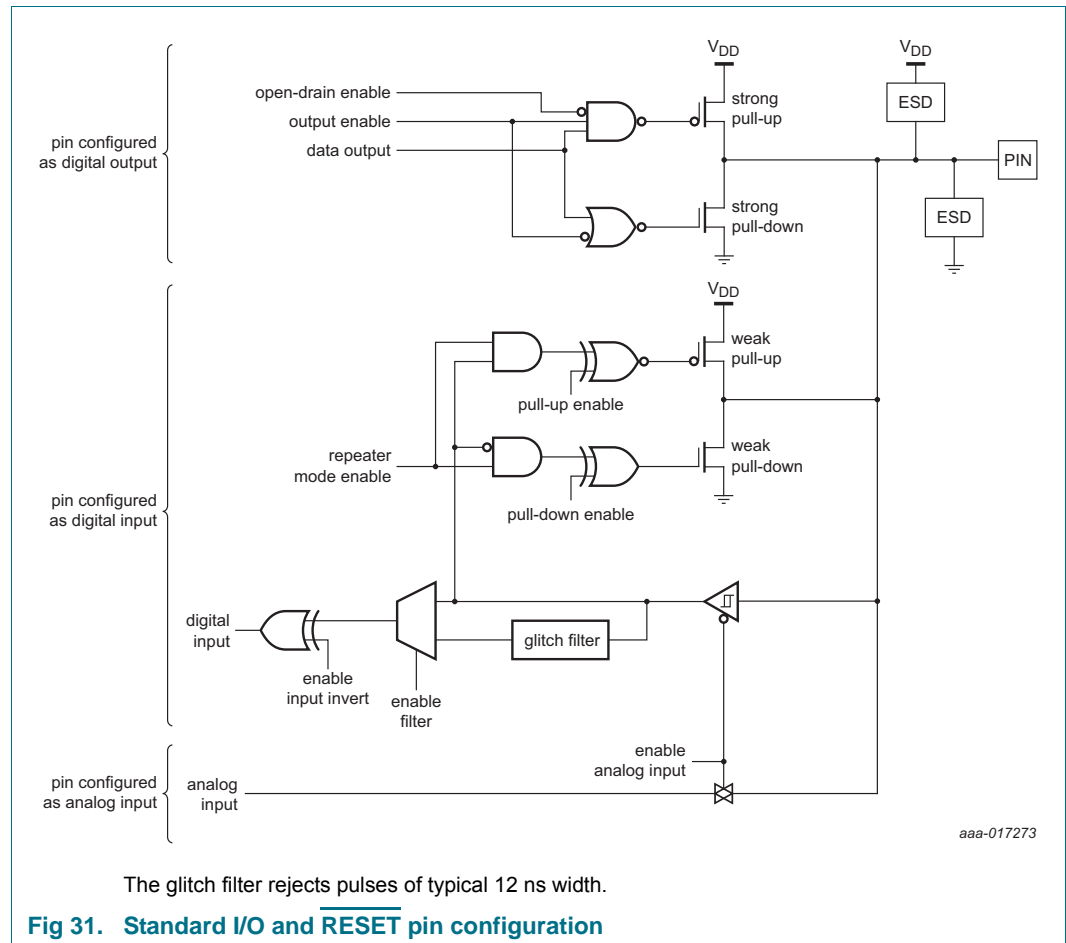 VDD
VDD
open-drain enable
strong
pull-up
ESD
output enable
pin configured
as digital output
data output
PIN
strong
pull-down
ESD
VDD
weak
pull-up
pull-up enable
repeater
mode enable
weak
pull-down
pin configured
as digital input
pull-down enable
digital
input
glitch filter
enable
input invert
enable
filter
enable
analog input
pin configured
as analog input
analog
input
aaa-017273
The glitch filter rejects pulses of typical 12 ns width.
Fig 31. Standard I/O and RESET pin configuration